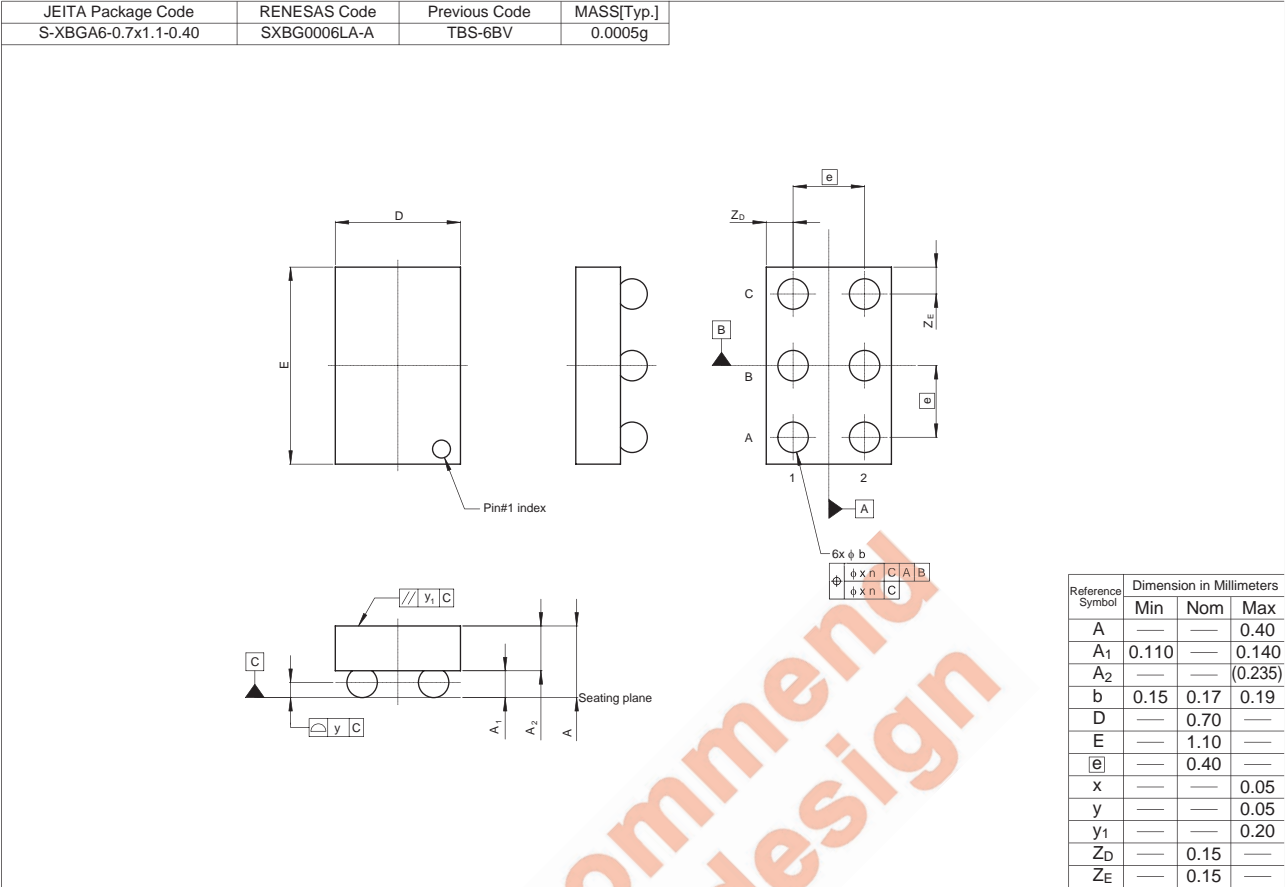 JEITA Package Code RENESAS Code Previous Code MASS[Typ.]
S-XBGA6-0.7x1.1-0.40 SXBG0006LA-A TBS-6BV 0.0005g
e
D
ZD
E
C
ZE
B
B
e
A
1 2
Pin#1 index
A
6x ϕ b
ϕ x n C A B
ϕ x n C
// y1 C
C
Seating plane
y C
A1
A2
A
ommend
design
Reference Symbol Dimension in Millimeters
Min Nom Max
A — — 0.40
A1 0.110 — 0.140
A2 — — (0.235)
b 0.15 0.17 0.19
D — 0.70 —
E — 1.10 —
e — 0.40 —
x — — 0.05
y — — 0.05
y1 — — 0.20
ZD — 0.15 —
ZE — 0.15 —